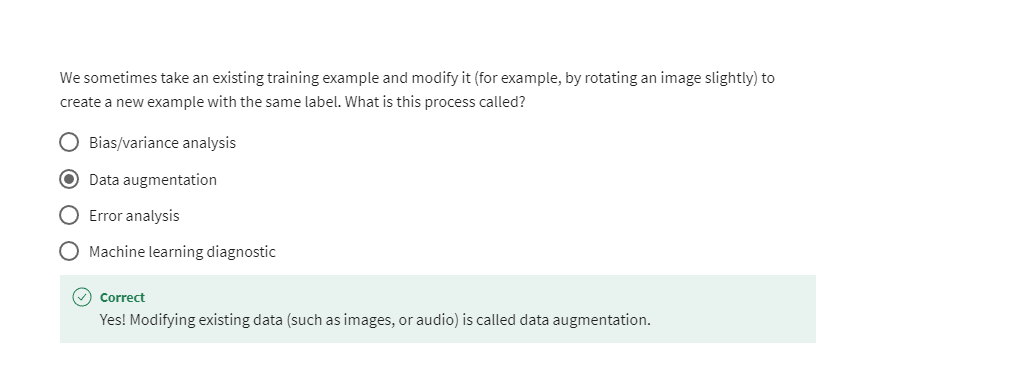 We sometimes take an existing training example and modify it (for example, by rotating an image slightly) to
create a new example with the same label. What is this process called?
Bias/variance analysis
Data augmentation
Error analysis
Machine learning diagnostic
Correct
Yes! Modifying existing data (such as images, or audio) is called data augmentation.